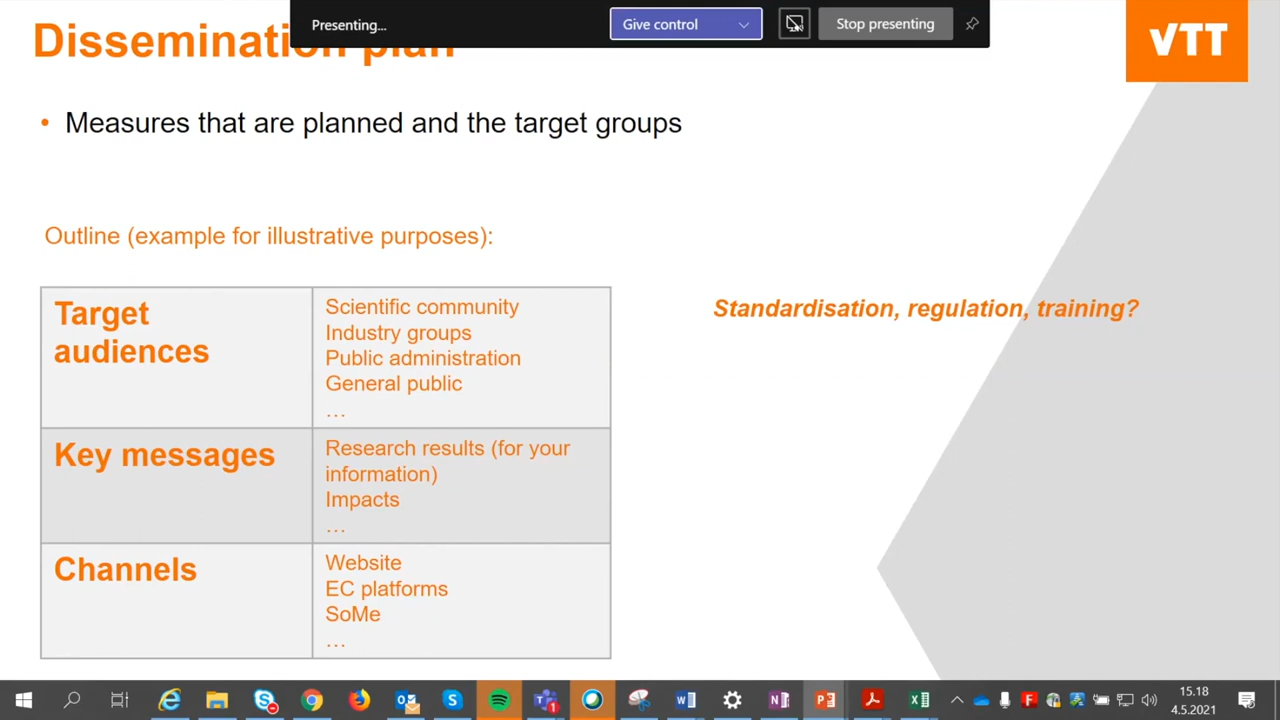 Presenting...
Give control
Stop presenting
Dissemination plan
VTT
• Measures that are planned and the target groups
Outline (example for illustrative purposes):
Target
audiences
Scientific community
Industry groups
Public administration
General public
…
Standardisation, regulation, training?
Key messages
Research results (for your
information)
Impacts
…
Channels
Website
EC platforms
SoMe
…
15.18
4.5.2021